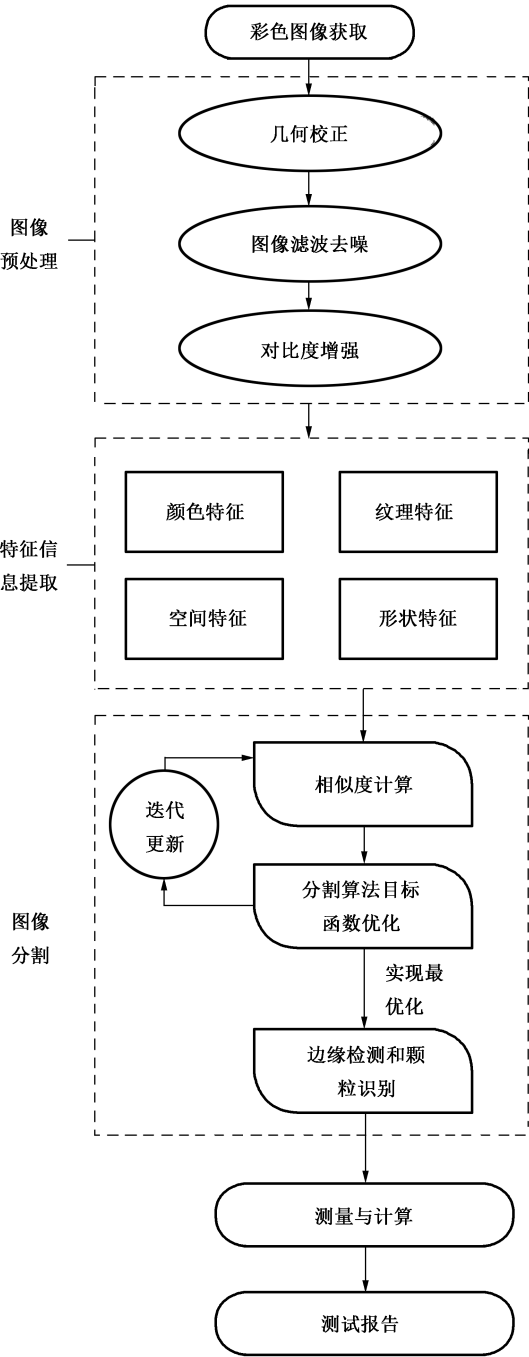 彩色图像获取
几何校正
图像
预处理
图像滤波去噪
对比度增强
颜色特征
纹理特征
特征信
息提取
空间特征
形状特征
相似度计算
迭代
更新
分割算法目标
函数优化
图像
分割
实现最
优化
边缘检测和颗
粒识别
测量与计算
测试报告